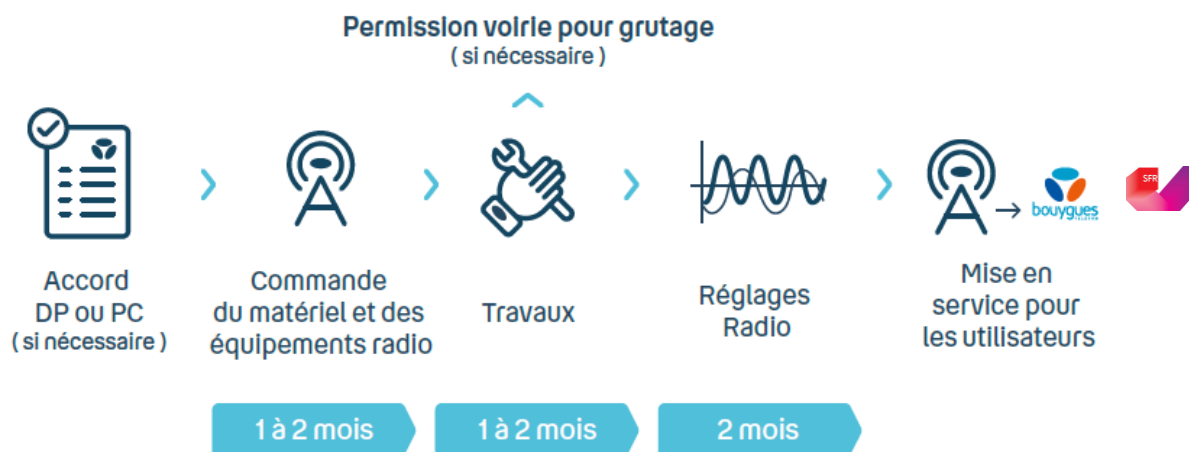 Permission voirie pour grutage
( si nécessaire )
SFR
bouygues
TELECOM
Accord
DP ou PC
( si nécessaire )
Commande
du matériel et des
équipements radio
Travaux
Réglages
Radio
Mise en
service pour
les utilisateurs
1 à 2 mois
1 à 2 mois
2 mois